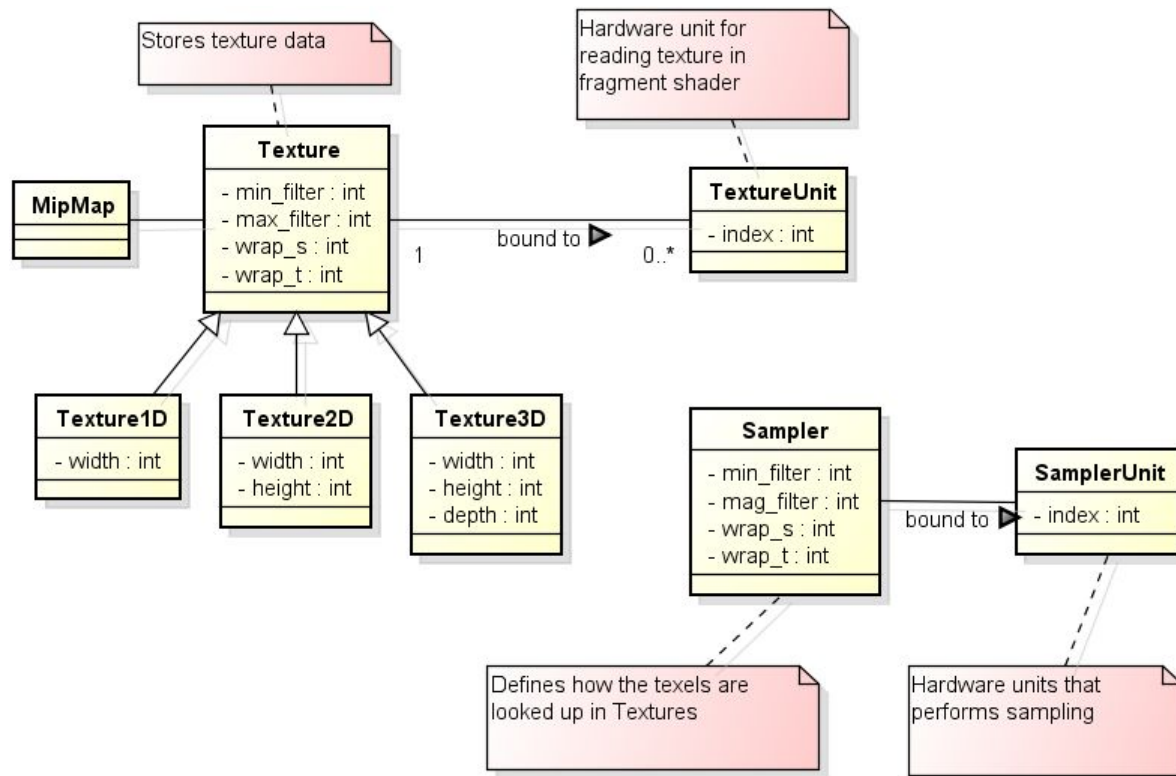 Stores texture data
Hardware unit for
reading texture in
fragment shader
Texture
- min_filter : int
- max_filter : int
- wrap_s : int
- wrap_t : int
MipMap
TextureUnit
- index : int
bound to
1
0..*
Texture1D
- width : int
Texture2D
- width : int
- height : int
Texture3D
- width : int
- height : int
- depth : int
Sampler
- min_filter : int
- mag_filter : int
- wrap_s : int
- wrap_t : int
bound to
SamplerUnit
- index : int
Defines how the texels are
looked up in Textures
Hardware units that
performs sampling